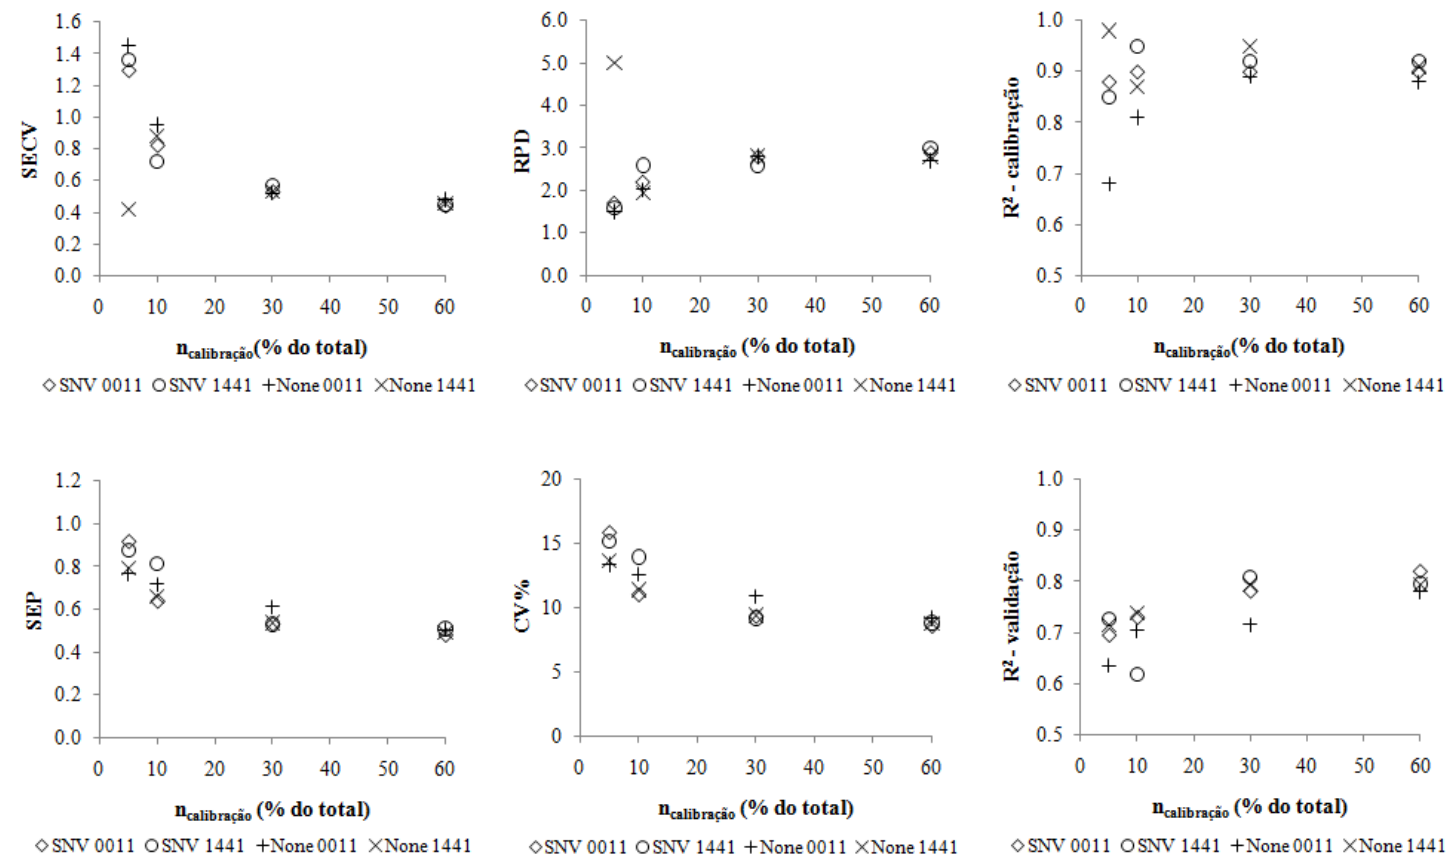 SECV
1.6
1.4
1.2
1.0
0.8
0.6
0.4
0.2
0.0
0 10 20 30 40 50 60
n calibração (% do total)
◇ SNV 0011 ○ SNV 1441 + None 0011 × None 1441
RPD
6.0
5.0
4.0
3.0
2.0
1.0
0.0
0 10 20 30 40 50 60
n calibração (% do total)
◇ SNV 0011 ○ SNV 1441 + None 0011 × None 1441
R² - calibração
1.0
0.9
0.8
0.7
0.6
0.5
0 10 20 30 40 50 60
n calibração (% do total)
◇ SNV 0011 ○ SNV 1441 + None 0011 × None 1441
SEP
1.2
1.0
0.8
0.6
0.4
0.2
0.0
0 10 20 30 40 50 60
n calibração (% do total)
◇ SNV 0011 ○ SNV 1441 + None 0011 × None 1441
CV%
20
15
10
5
0
0 10 20 30 40 50 60
n calibração (% do total)
◇ SNV 0011 ○ SNV 1441 + None 0011 × None 1441
R² - validação
1.0
0.9
0.8
0.7
0.6
0.5
0 10 20 30 40 50 60
n calibração (% do total)
◇ SNV 0011 ○ SNV 1441 + None 0011 × None 1441